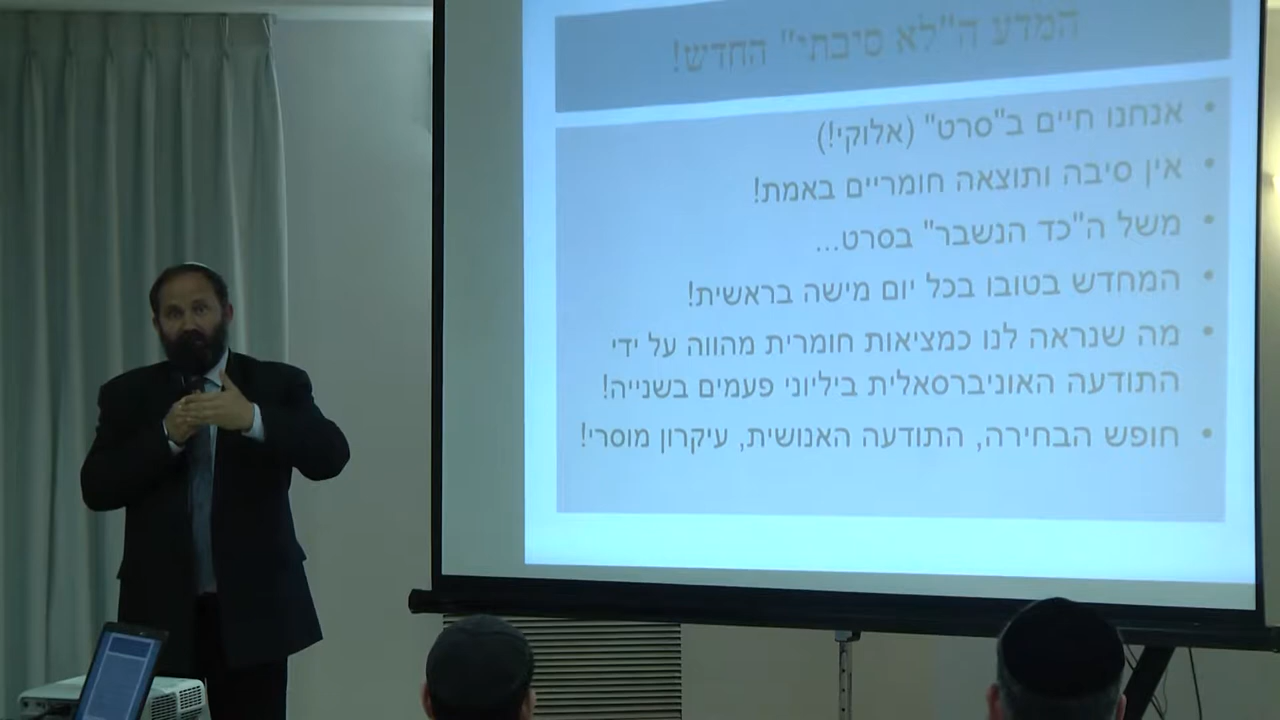 המדע ה"לא סיבתי" החדש!
• אנחנו חיים ב"סרט" (אלוקי!)
• אין סיבה ותוצאה חומריים באמת!
• משל ה"כד הנשבר" בסרט...
• המחדש בטובו בכל יום מישה בראשית!
• מה שנראה לנו כמציאות חומרית מהווה על ידי
התודעה האוניברסאלית ביליוני פעמים בשנייה!
• חופש הבחירה, התודעה האנושית, עיקרון מוסרי!